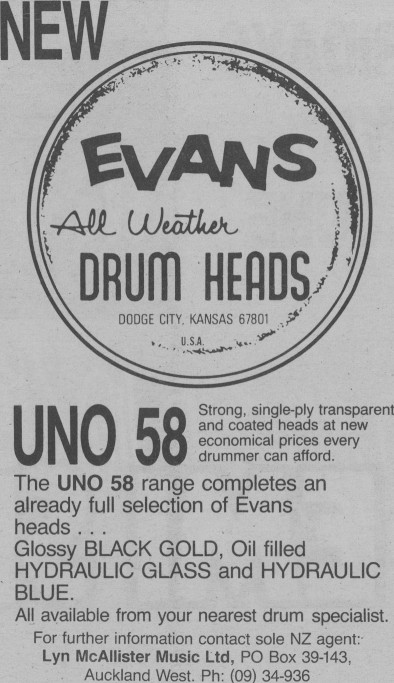 NEW
EVANS
All Weather
DRUM HEADS
DODGE CITY, KANSAS 67801
U.S.A.
UNO 58
Strong, single-ply transparent
and coated heads at new
economical prices every
drummer can afford.
The UNO 58 range completes an
already full selection of Evans
heads . . .
Glossy BLACK GOLD, Oil filled
HYDRAULIC GLASS and HYDRAULIC
BLUE.
All available from your nearest drum specialist.
For further information contact sole NZ agent:
Lyn McAllister Music Ltd, PO Box 39-143,
Auckland West. Ph: (09) 34-936